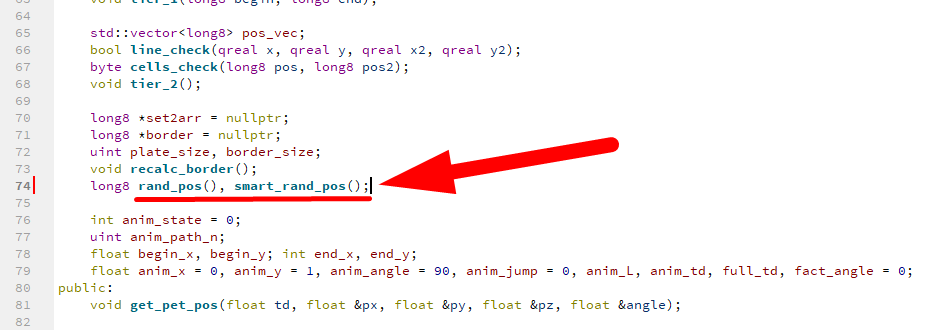 void tier_1(long8 begin, long8 end);
64
65 std::vector<long8> pos_vec;
66 bool line_check(qreal x, qreal y, qreal x2, qreal y2);
67 byte cells_check(long8 pos, long8 pos2);
68 void tier_2();
69
70 long8 *set2arr = nullptr;
71 long8 *border = nullptr;
72 uint plate_size, border_size;
73 void recalc_border();
74 long8 rand_pos(), smart_rand_pos();
75
76 int anim_state = 0;
77 uint anim_path_n;
78 float begin_x, begin_y; int end_x, end_y;
79 float anim_x = 0, anim_y = 1, anim_angle = 90, anim_jump = 0, anim_L, anim_td, full_td, fact_angle = 0;
80 public:
81 void get_pet_pos(float td, float &px, float &py, float &pz, float &angle);
82